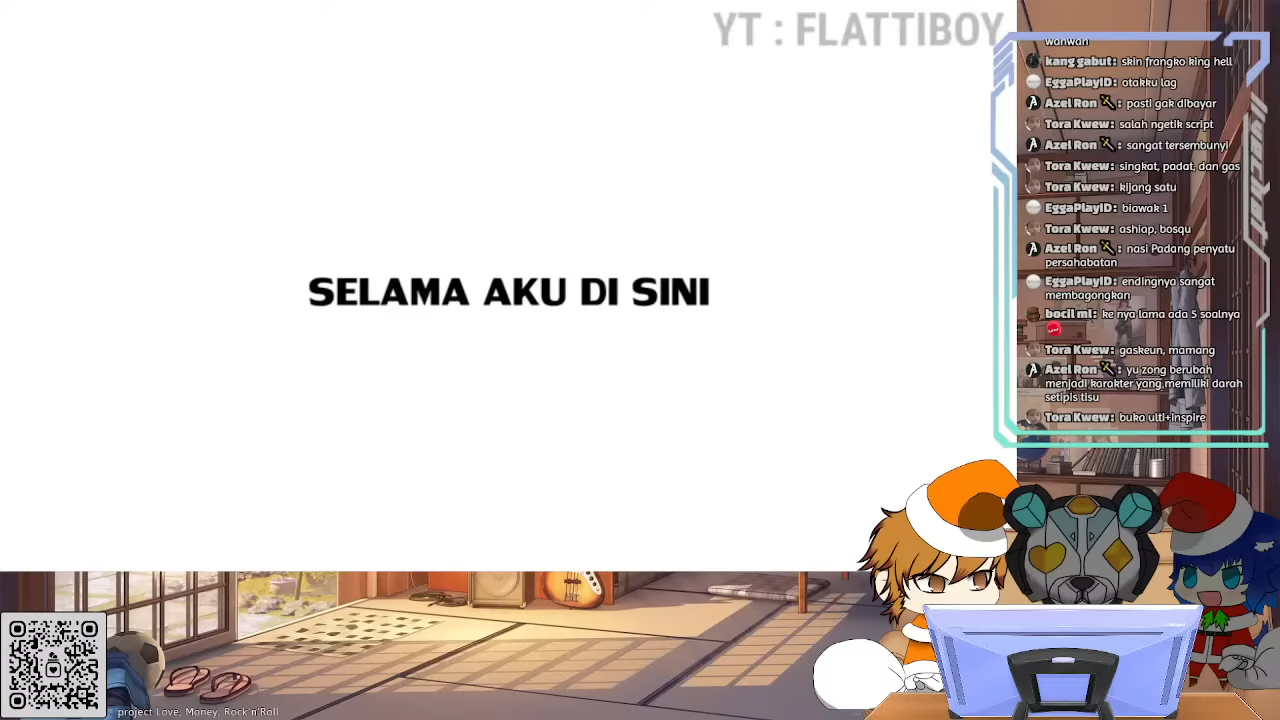 YT : FLATTIBOY
wanwan
kang gabut: skin frangko king hell
EggaPlayID: otakku lag
Azel Ron : pasti gak dibayar
Tora Kwew: salah ngetik script
Azel Ron : sangat tersembunyi
Tora Kwew: singkat, padat, dan gas
Tora Kwew: kijang satu
EggaPlayID: biawak 1
Tora Kwew: ashiap, bosqu
Azel Ron : nasi Padang penyatu
persahabatan
EggaPlayID: endingnya sangat
membagongkan
bocil ml: ke nya lama ada 5 soalnya
Tora Kwew: gaskeun, mamang
Azel Ron : yu zong berubah
menjadi karakter yang memiliki darah
setipis tisu
Tora Kwew: buka ulti+inspire
livechat
SELAMA AKU DI SINI
project Love, Money, Rock'n'Roll